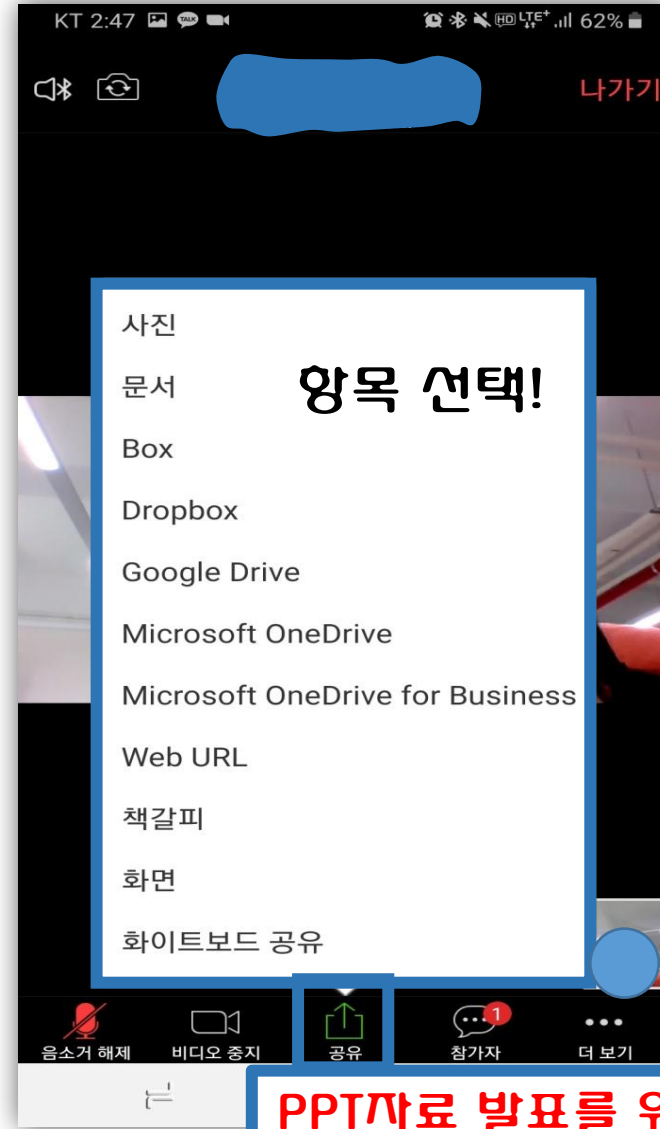 KT 2:47 TALK HD LTE+ 62%
나가기
사진
문서
항목 선택!
Box
Dropbox
Google Drive
Microsoft OneDrive
Microsoft OneDrive for Business
Web URL
책갈피
화면
화이트보드 공유
1
음소거 해제 비디오 중지 공유 참가자 더 보기
PPT자료 발표를